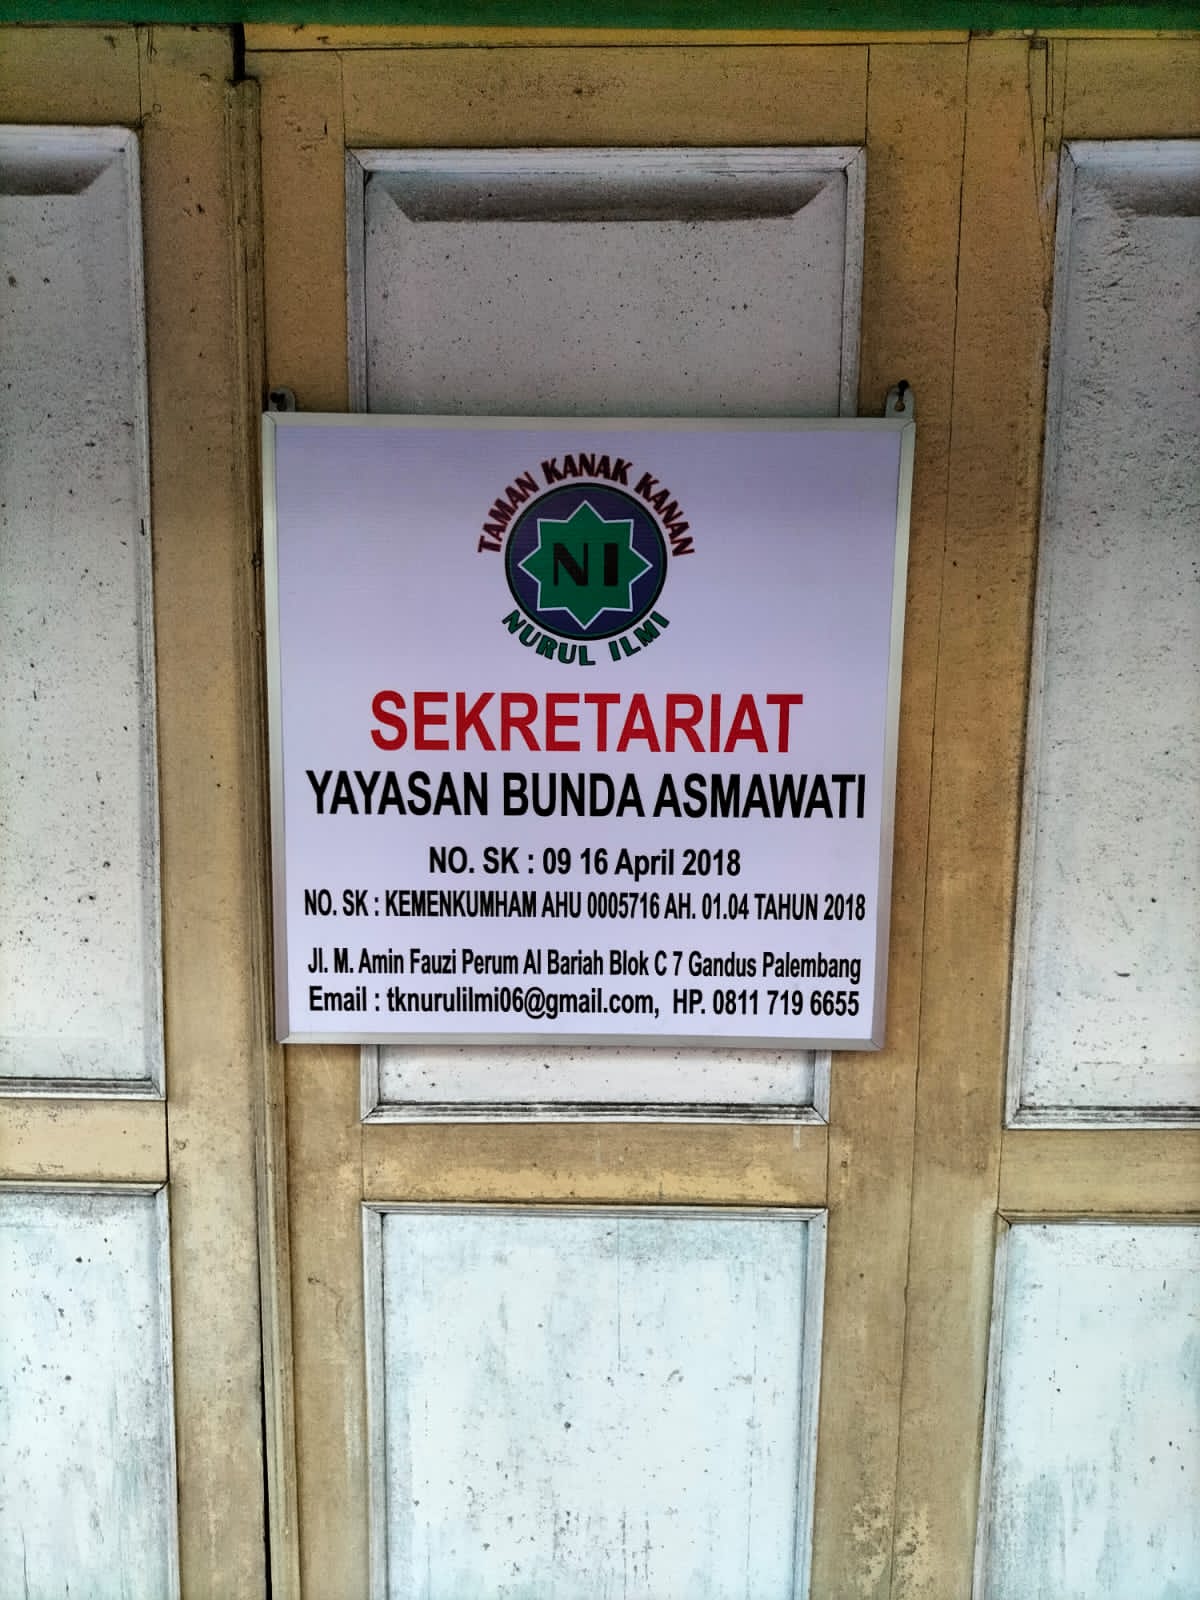 TAMAN KANAK KANAN
NI
NURUL ILMI
SEKRETARIAT
YAYASAN BUNDA ASMAWATI
NO. SK : 09 16 April 2018
NO. SK : KEMENKUMHAM AHU 0005716 AH. 01.04 TAHUN 2018
Jl. M. Amin Fauzi Perum Al Bariah Blok C 7 Gandus Palembang
Email : tknurulilmi06@gmail.com, HP. 0811 719 6655